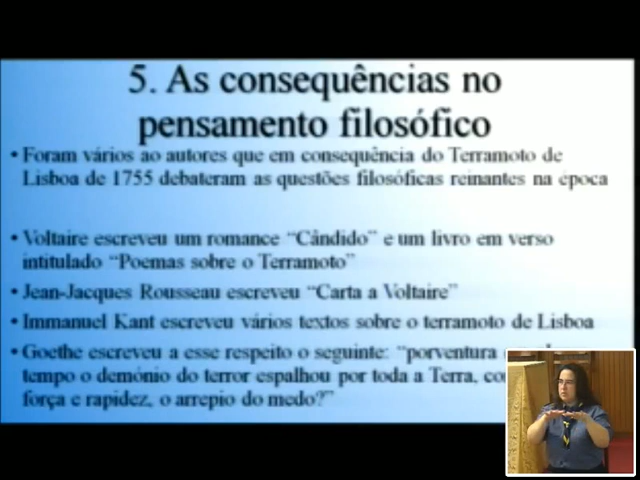 5. As consequências no
pensamento filosófico
• Foram vários ao autores que em consequência do Terramoto de
Lisboa de 1755 debateram as questões filosóficas reinantes na época
• Voltaire escreveu um romance “Cândido” e um livro em verso
intitulado “Poemas sobre o Terramoto”
• Jean-Jacques Rousseau escreveu “Carta a Voltaire”
• Immanuel Kant escreveu vários textos sobre o terramoto de Lisboa
• Goethe escreveu a esse respeito o seguinte: “porventura
tempo o demónio do terror espalhou por toda a Terra,
força e rapidez, o arrepio do medo?”